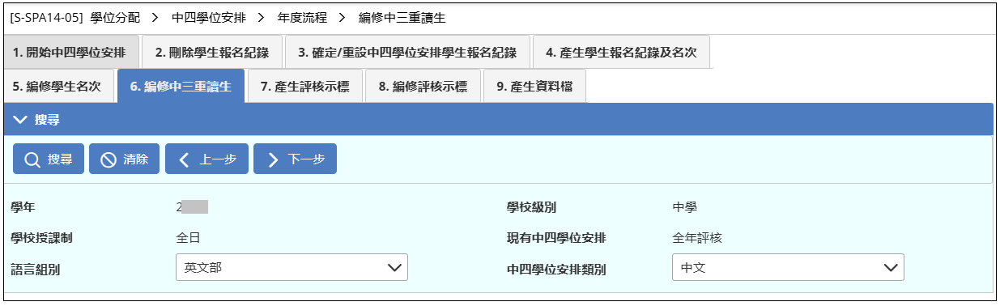 [S-SPA14-05] 學位分配 > 中四學位安排 > 年度流程 > 編修中三重讀生
1. 開始中四學位安排 2. 刪除學生報名紀錄 3. 確定/重設中四學位安排學生報名紀錄 4. 產生學生報名紀錄及名次
5. 編修學生名次 6. 編修中三重讀生 7. 產生評核示標 8. 編修評核示標 9. 產生資料檔
搜尋
搜尋 清除 上一步 下一步
學年 2 學校級別 中學
學校授課制 全日 現有中四學位安排 全年評核
語言組別 英文部 中四學位安排類別 中文